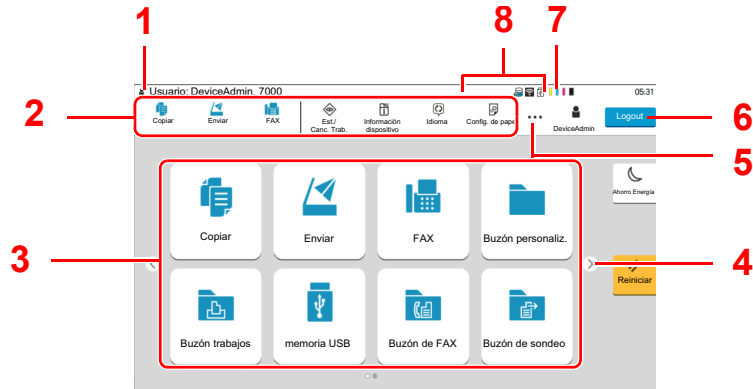 1
8
7
Usuario: DeviceAdmin. 7000
05:31
2
Copiar
Enviar
FAX
Est./
Canc. Trab.
Información
dispositivo
Idioma
Config. de pape
...
DeviceAdmin
Logout
6
5
Ahorro Energía
3
Copiar
Enviar
FAX
Buzón personaliz.
4
Reiniciar
Buzón trabajos
memoria USB
Buzón de FAX
Buzón de sondeo